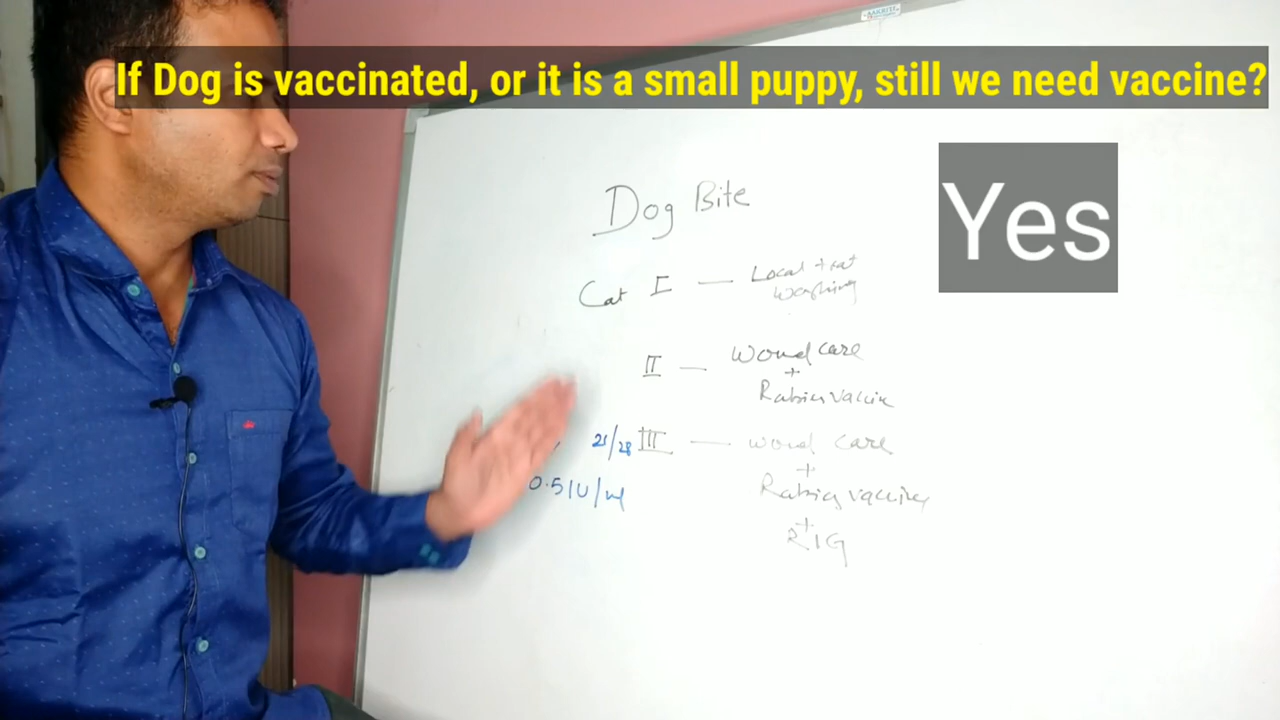 If Dog is vaccinated, or it is a small puppy, still we need vaccine?
Yes
Dog Bite
Cat I — Local
Washing
II — Wound care
+
Rabies vaccine
21/28
III — wound care
+
Rabies vaccine
+
RIG
0.5 IU/ml